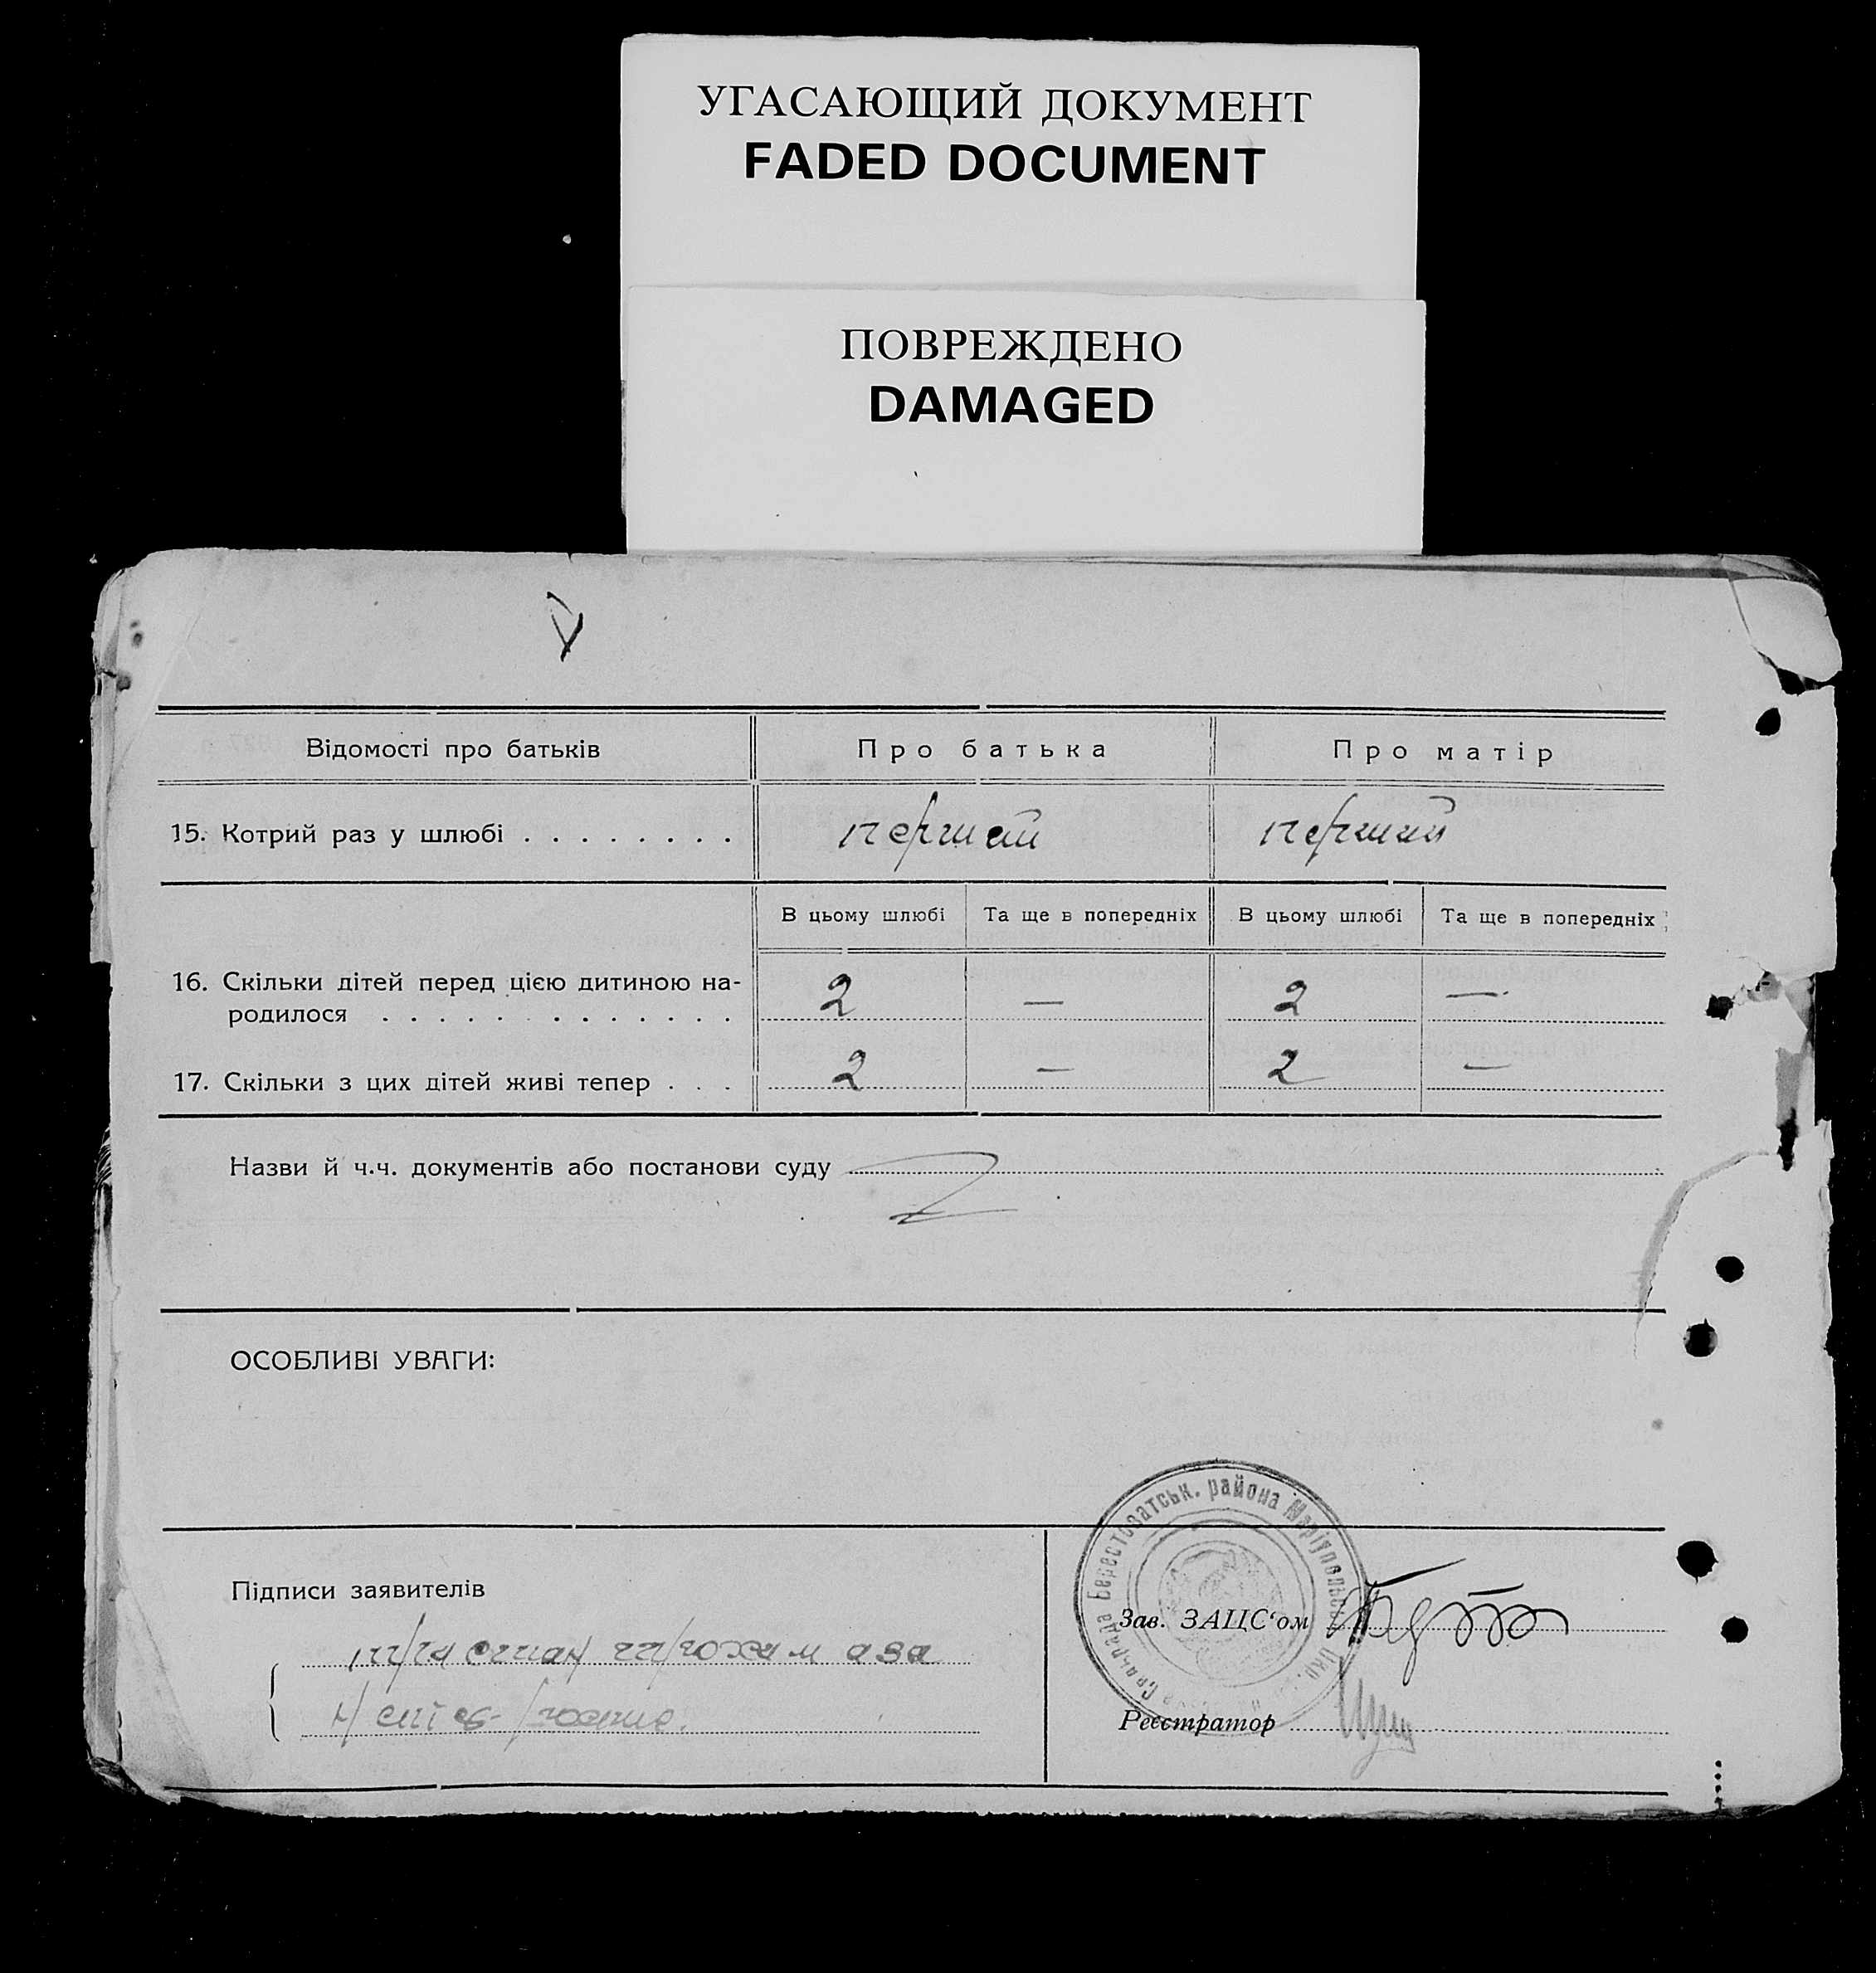 УГАСАЮЩИЙ ДОКУМЕНТ
FADED DOCUMENT
ПОВРЕЖДЕНО
DAMAGED
Відомості про батьків Про батька Про матір
15. Котрий раз у шлюбі . . . . . . . . перший перший
В цьому шлюбі Та ще в попередніх В цьому шлюбі Та ще в попередніх
16. Скільки дітей перед цією дитиною на-
родилося . . . . . . . . . . . . . 2 — 2 —
17. Скільки з цих дітей живі тепер . . . 2 — 2 —
Назви й ч.ч. документів або постанови суду
ОСОБЛИВІ УВАГИ:
Берестоватськ. района Маріупольськ.
Підписи заявителів
Зав. ЗАЦС‘ом
Реєстратор